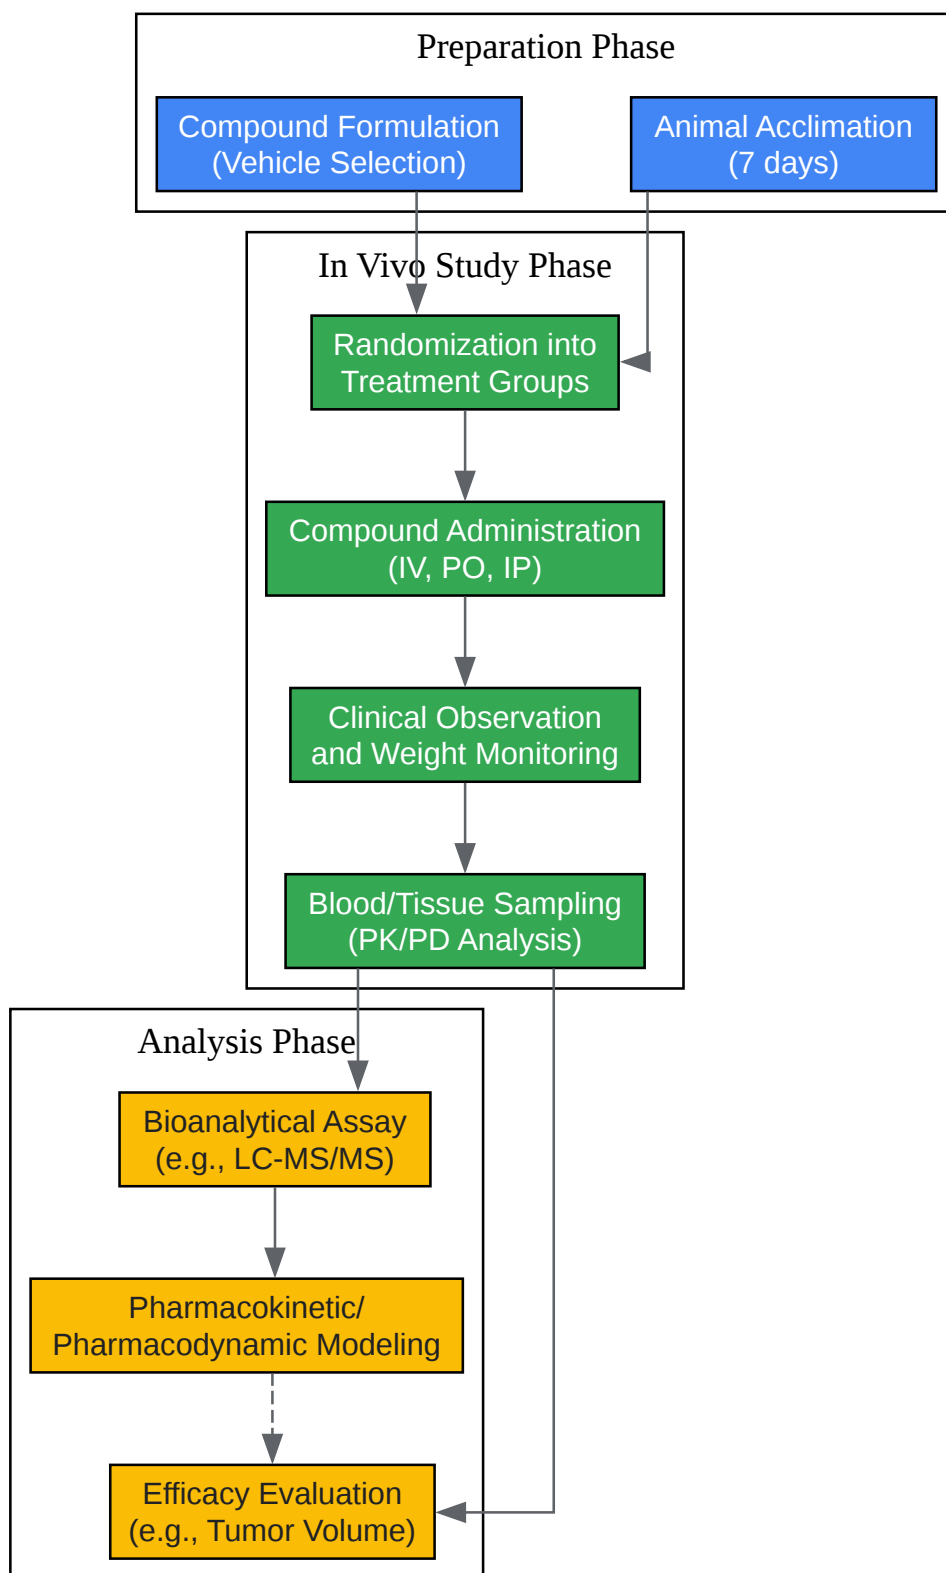 Preparation Phase
Compound Formulation
(Vehicle Selection)
Animal Acclimation
(7 days)
In Vivo Study Phase
Randomization into
Treatment Groups
Compound Administration
(IV, PO, IP)
Clinical Observation
and Weight Monitoring
Blood/Tissue Sampling
(PK/PD Analysis)
Analysis Phase
Bioanalytical Assay
(e.g., LC-MS/MS)
Pharmacokinetic/
Pharmacodynamic Modeling
Efficacy Evaluation
(e.g., Tumor Volume)